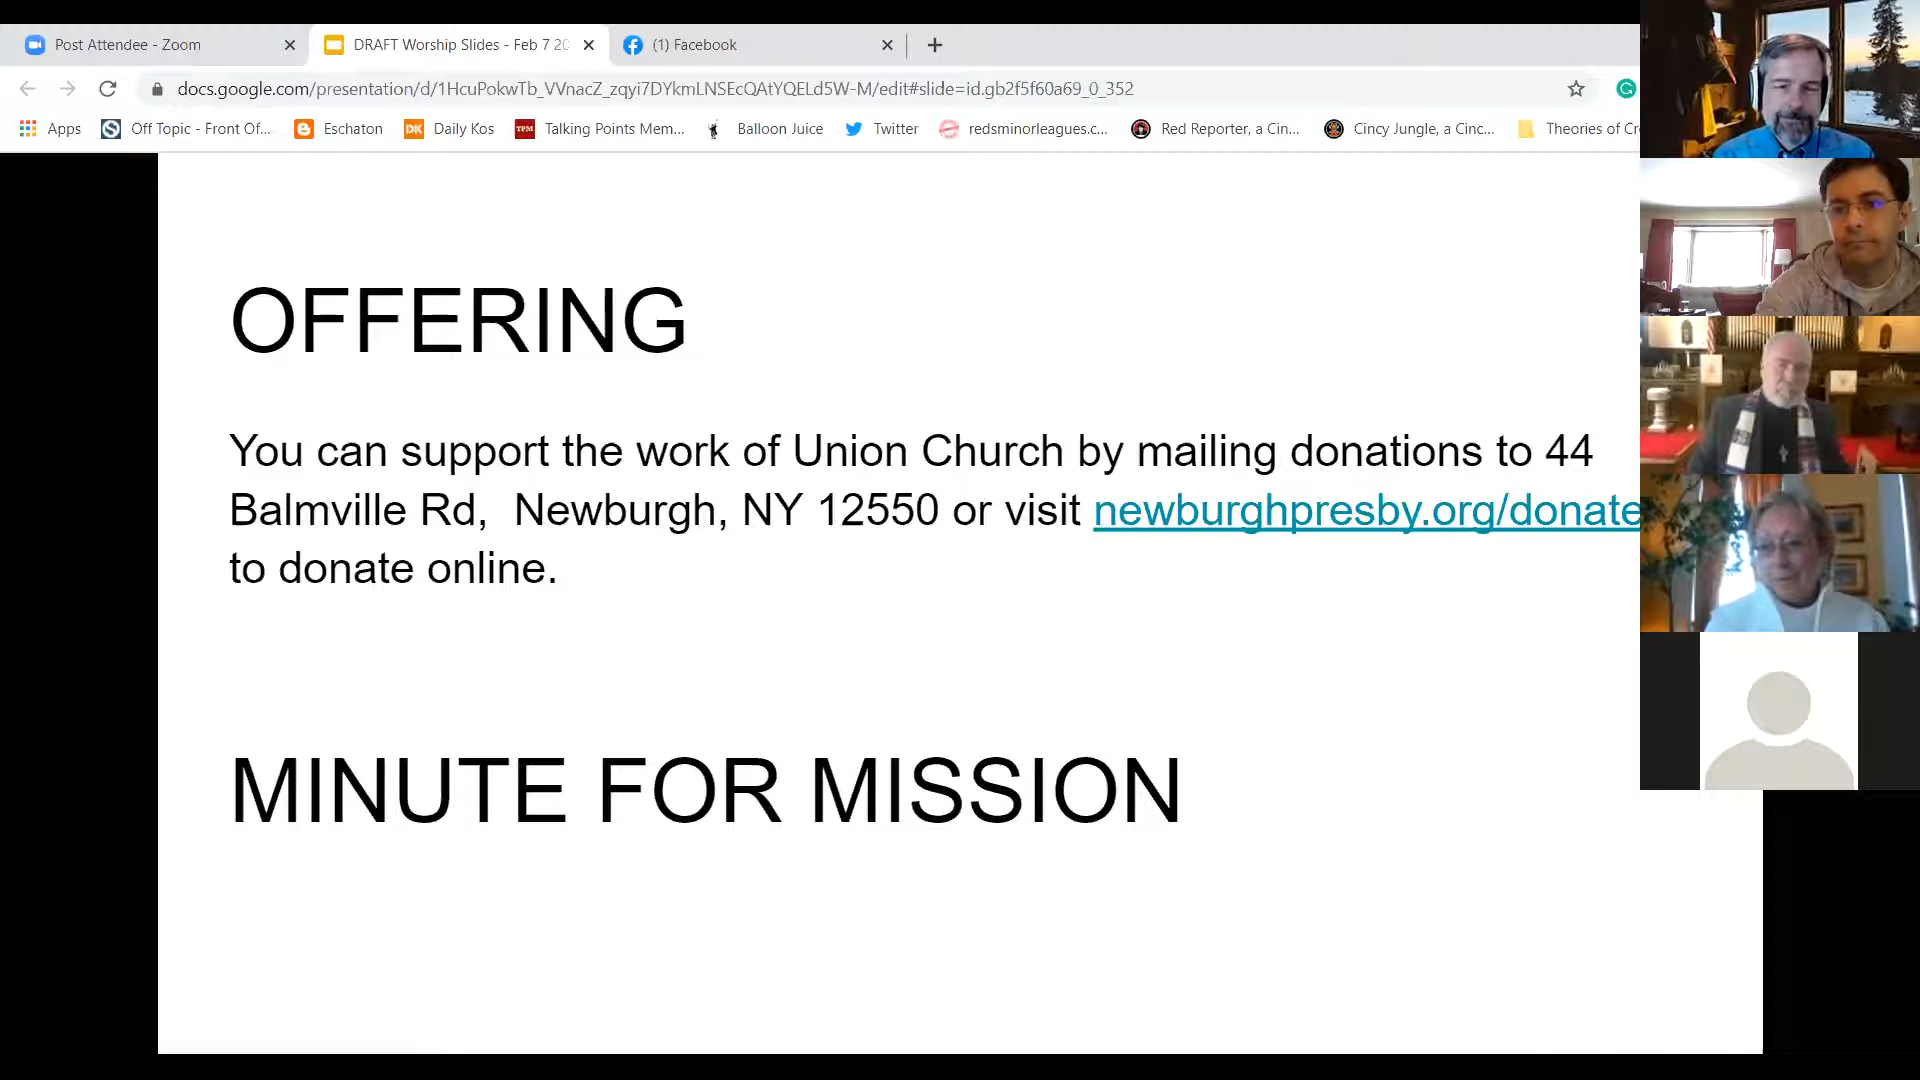 Post Attendee - Zoom
DRAFT Worship Slides - Feb 7 20
(1) Facebook
docs.google.com/presentation/d/1HcuPokwTb_VVnacZ_zqyi7DYkmLNSEcQAtYQELd5W-M/edit#slide=id.gb2f5f60a69_0_352
Apps
Off Topic - Front Of...
Eschaton
DK Daily Kos
TPM Talking Points Mem...
Balloon Juice
Twitter
redsminorleagues.c...
Red Reporter, a Cin...
Cincy Jungle, a Cinc...
Theories of Cr
OFFERING
You can support the work of Union Church by mailing donations to 44
Balmville Rd, Newburgh, NY 12550 or visit newburghpresby.org/donate
to donate online.
MINUTE FOR MISSION